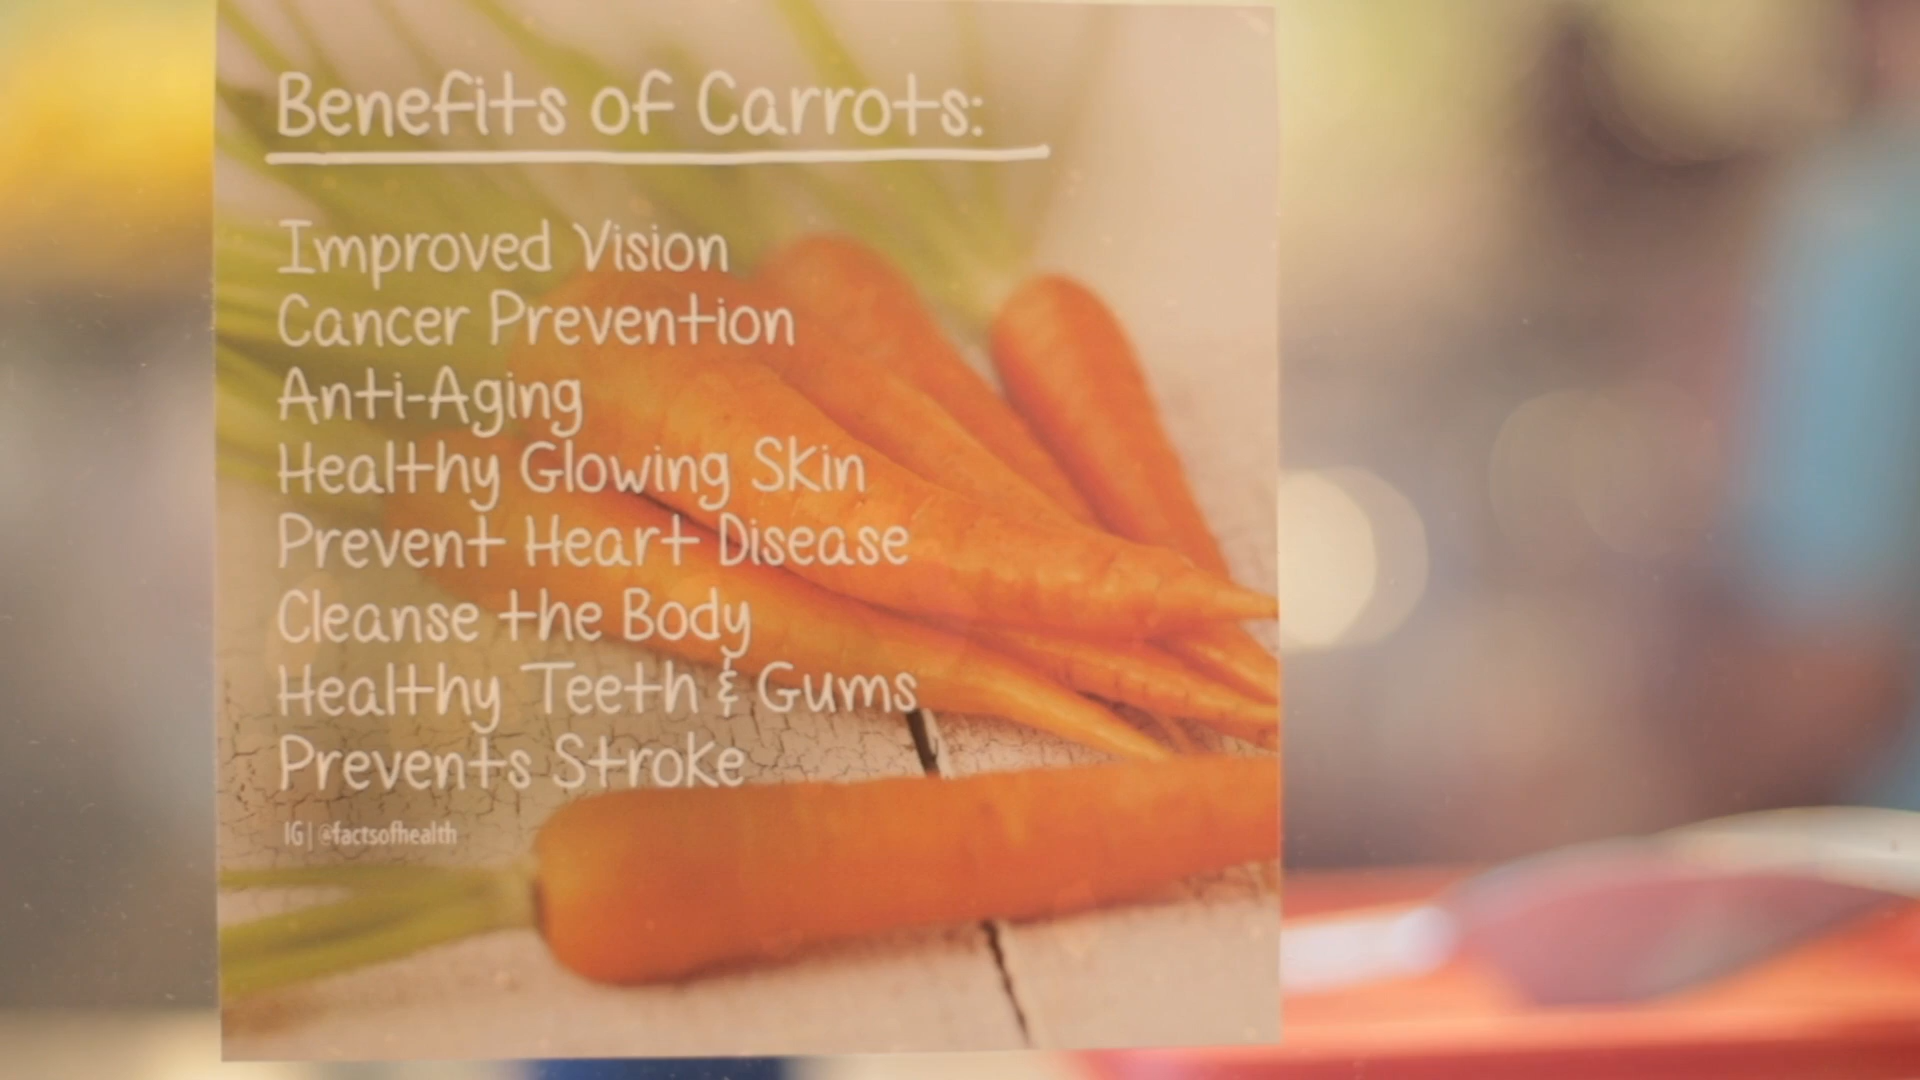 Benefits of Carrots:
Improved Vision
Cancer Prevention
Anti-Aging
Healthy Glowing Skin
Prevent Heart Disease
Cleanse the Body
Healthy Teeth & Gums
Prevents Stroke
IG| @factsofhealth